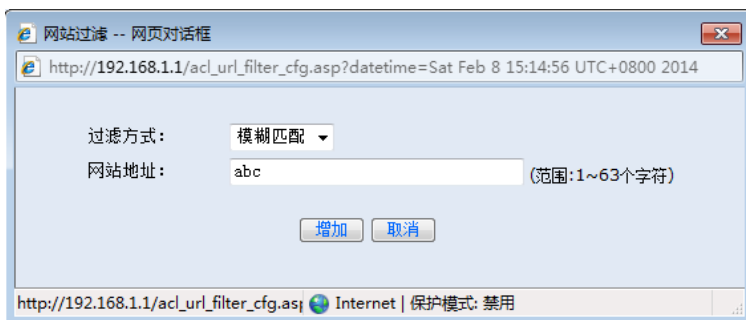 网站过滤 -- 网页对话框
http://192.168.1.1/acl_url_filter_cfg.asp?datetime=Sat Feb 8 15:14:56 UTC+0800 2014
过滤方式: 模糊匹配
网站地址: abc (范围:1~63个字符)
增加 取消
http://192.168.1.1/acl_url_filter_cfg.asp Internet | 保护模式: 禁用